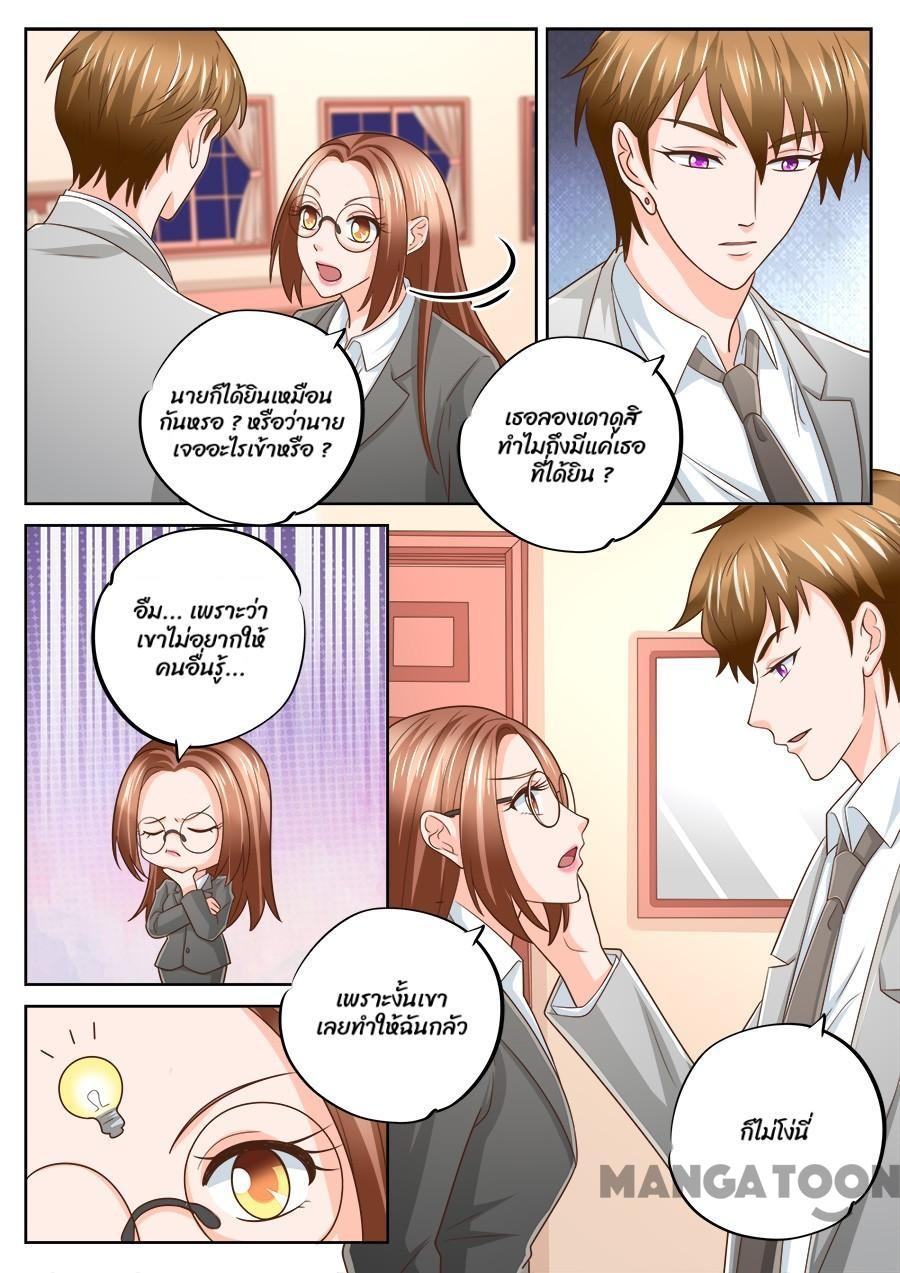 นายก็ได้ยินเหมือน
กันหรอ ? หรือว่านาย
เจออะไรเข้าหรือ ?
เธอลองเดาดูสิ
ทำไมถึงมีแค่เธอ
ที่ได้ยิน ?
อืม... เพราะว่า
เขาไม่อยากให้
คนอื่นรู้...
เพราะงั้นเขา
เลยทำให้ฉันกลัว
ก็ไม่โง่นี่
MANGATOON